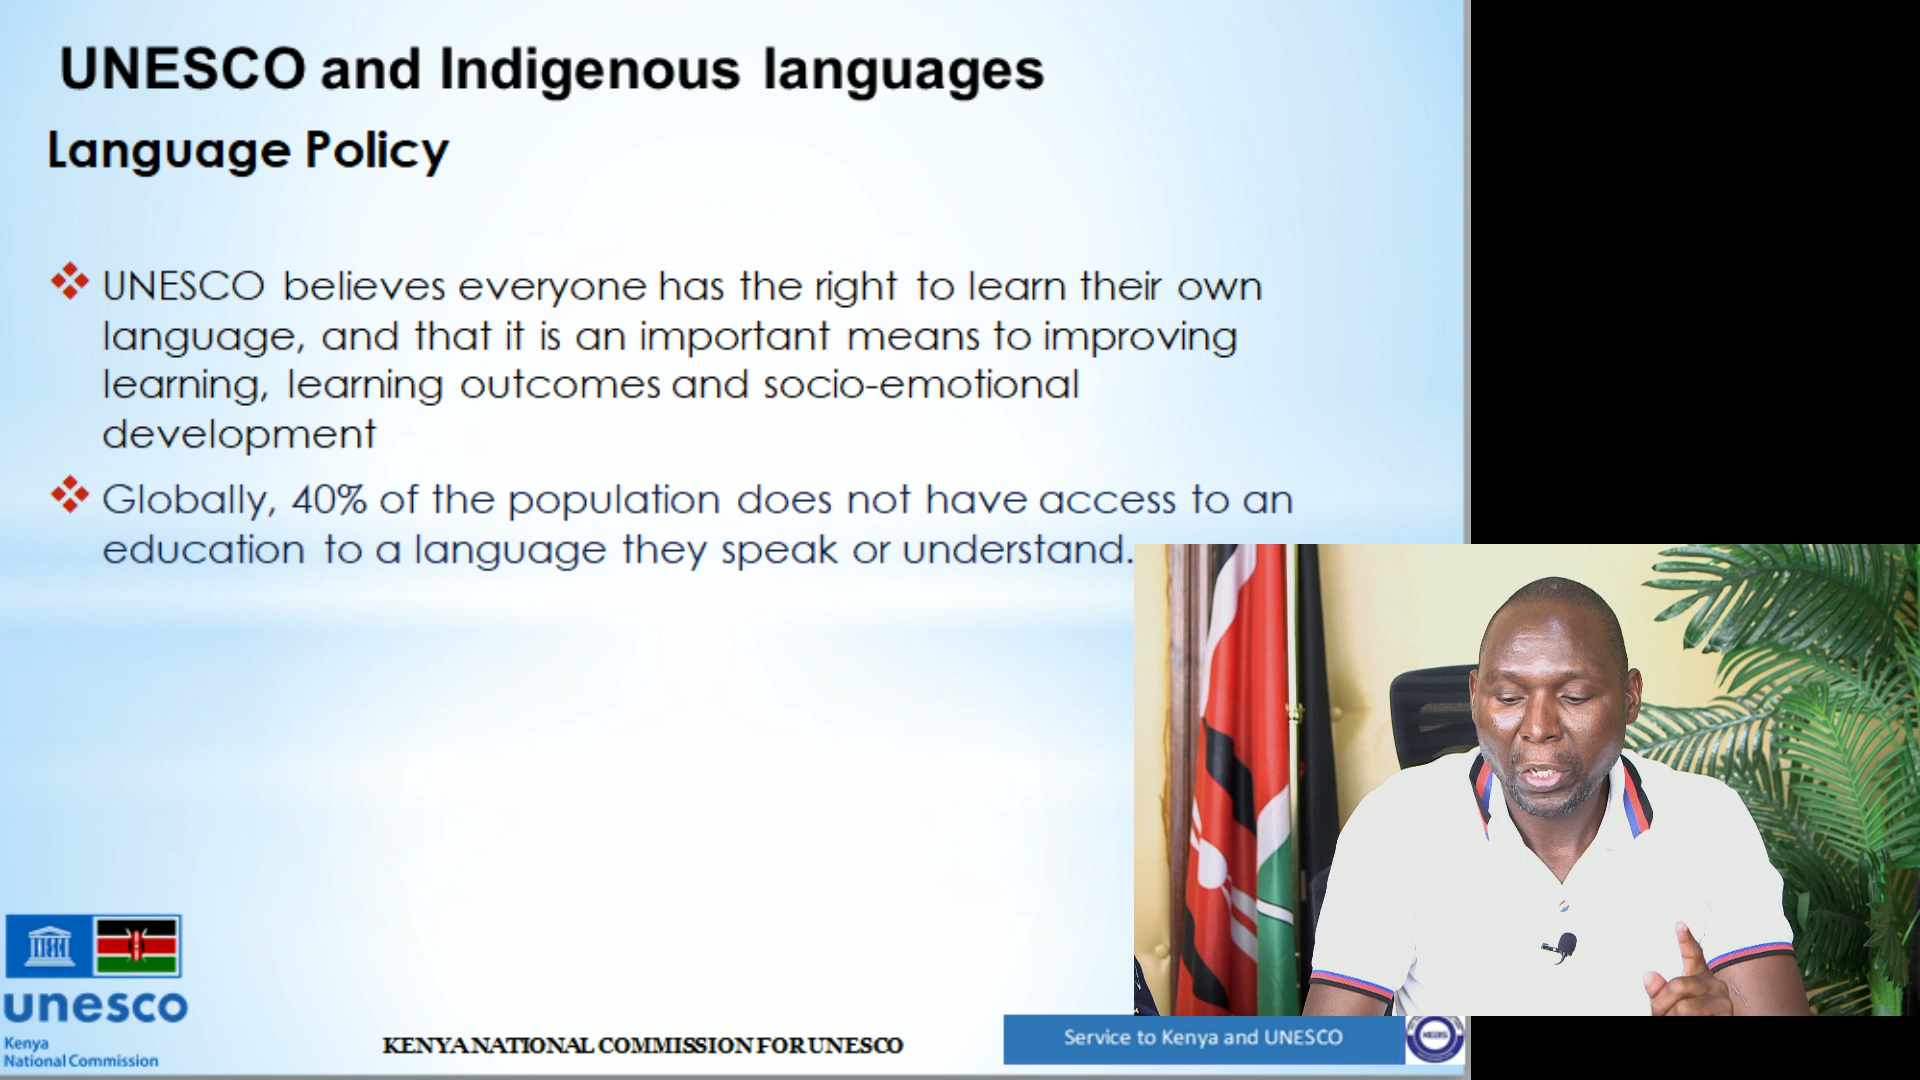 UNESCO and Indigenous languages
Language Policy
UNESCO believes everyone has the right to learn their own
language, and that it is an important means to improving
learning, learning outcomes and socio-emotional
development
Globally, 40% of the population does not have access to an
education to a language they speak or understand.
unesco
Kenya
National Commission
KENYA NATIONAL COMMISSION FOR UNESCO
Service to Kenya and UNESCO